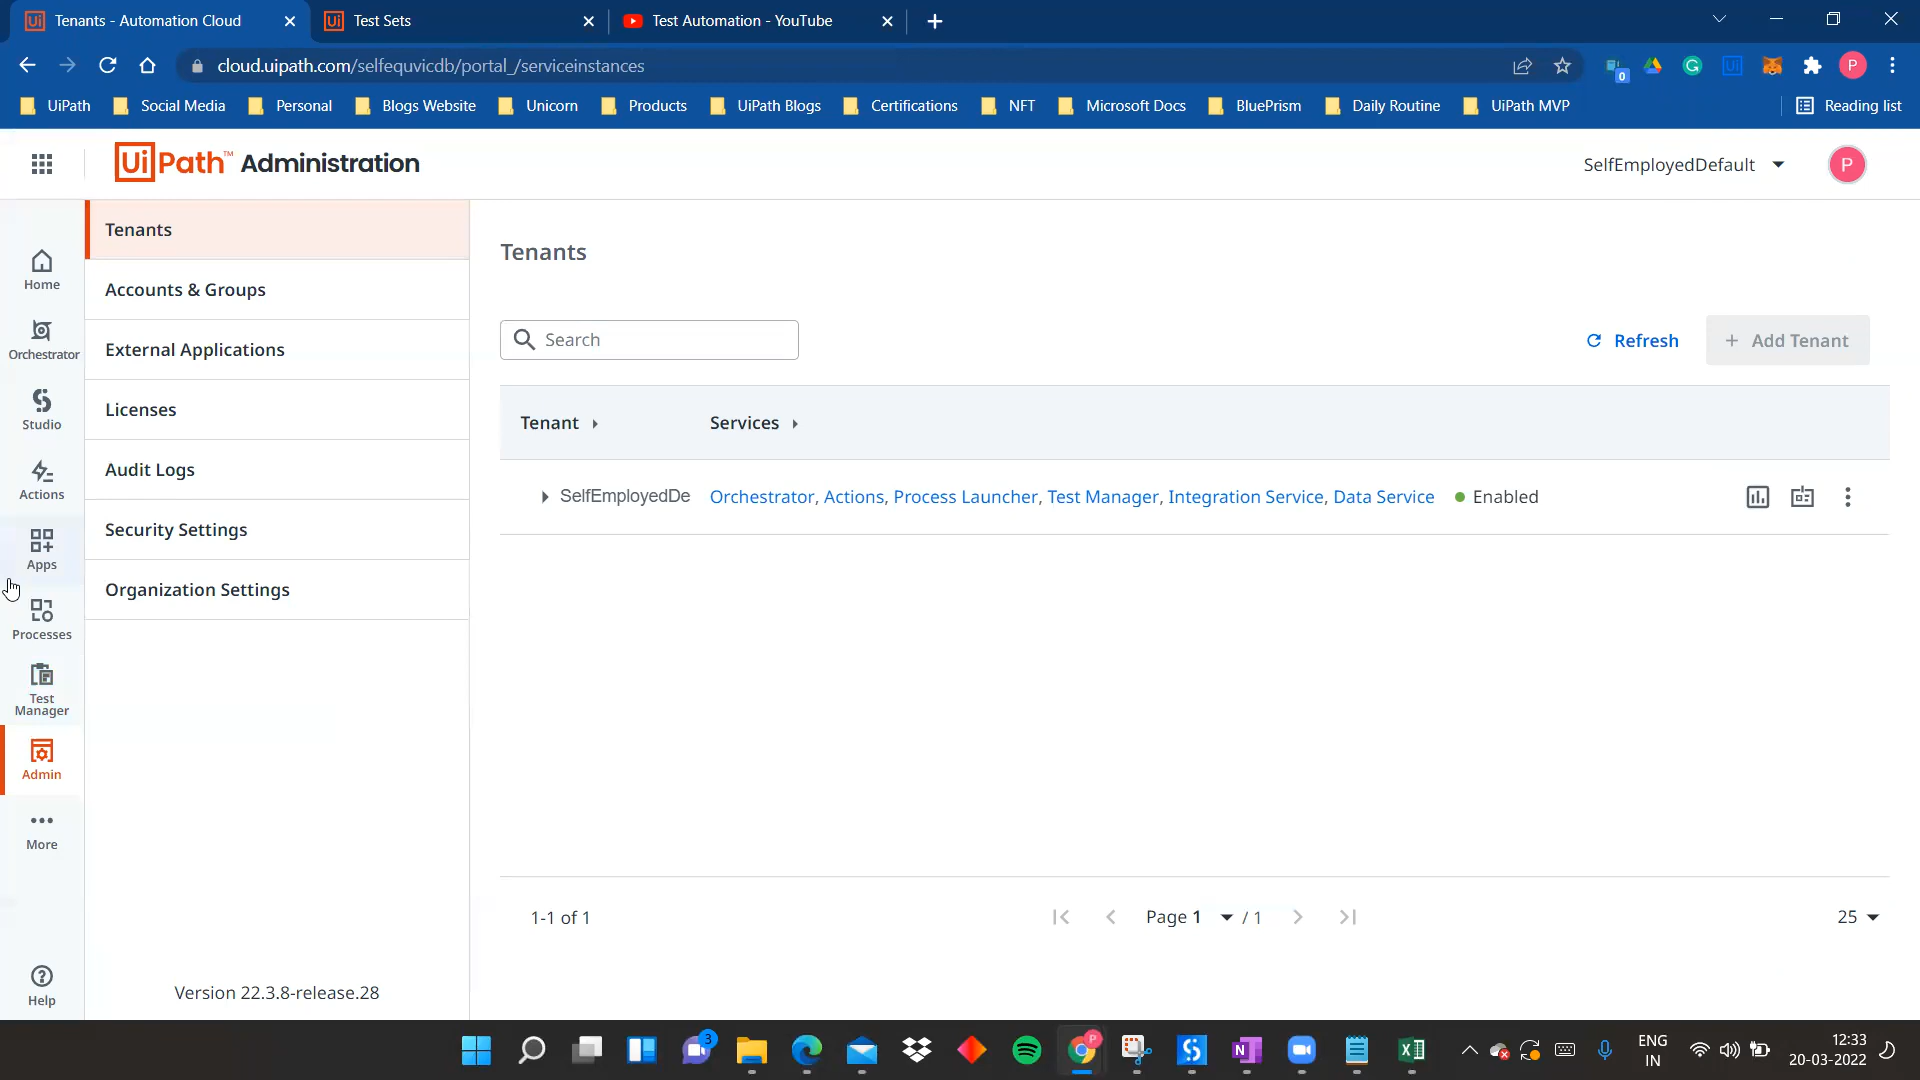 Tenants - Automation Cloud
Test Sets
Test Automation - YouTube
cloud.uipath.com/selfequvicdb/portal_/serviceinstances
0
G
P
UiPath
Social Media
Personal
Blogs Website
Unicorn
Products
UiPath Blogs
Certifications
NFT
Microsoft Docs
BluePrism
Daily Routine
UiPath MVP
Reading list
UiPath™ Administration
SelfEmployedDefault
P
Home
Orchestrator
Studio
Actions
Apps
Processes
Test
Manager
Admin
More
Help
Tenants
Accounts & Groups
External Applications
Licenses
Audit Logs
Security Settings
Organization Settings
Version 22.3.8-release.28
Tenants
Search
Refresh
+ Add Tenant
Tenant
Services
SelfEmployedDe
Orchestrator, Actions, Process Launcher, Test Manager, Integration Service, Data Service
Enabled
1-1 of 1
Page 1 / 1
25
3
P
N
ENG
IN
12:33
20-03-2022